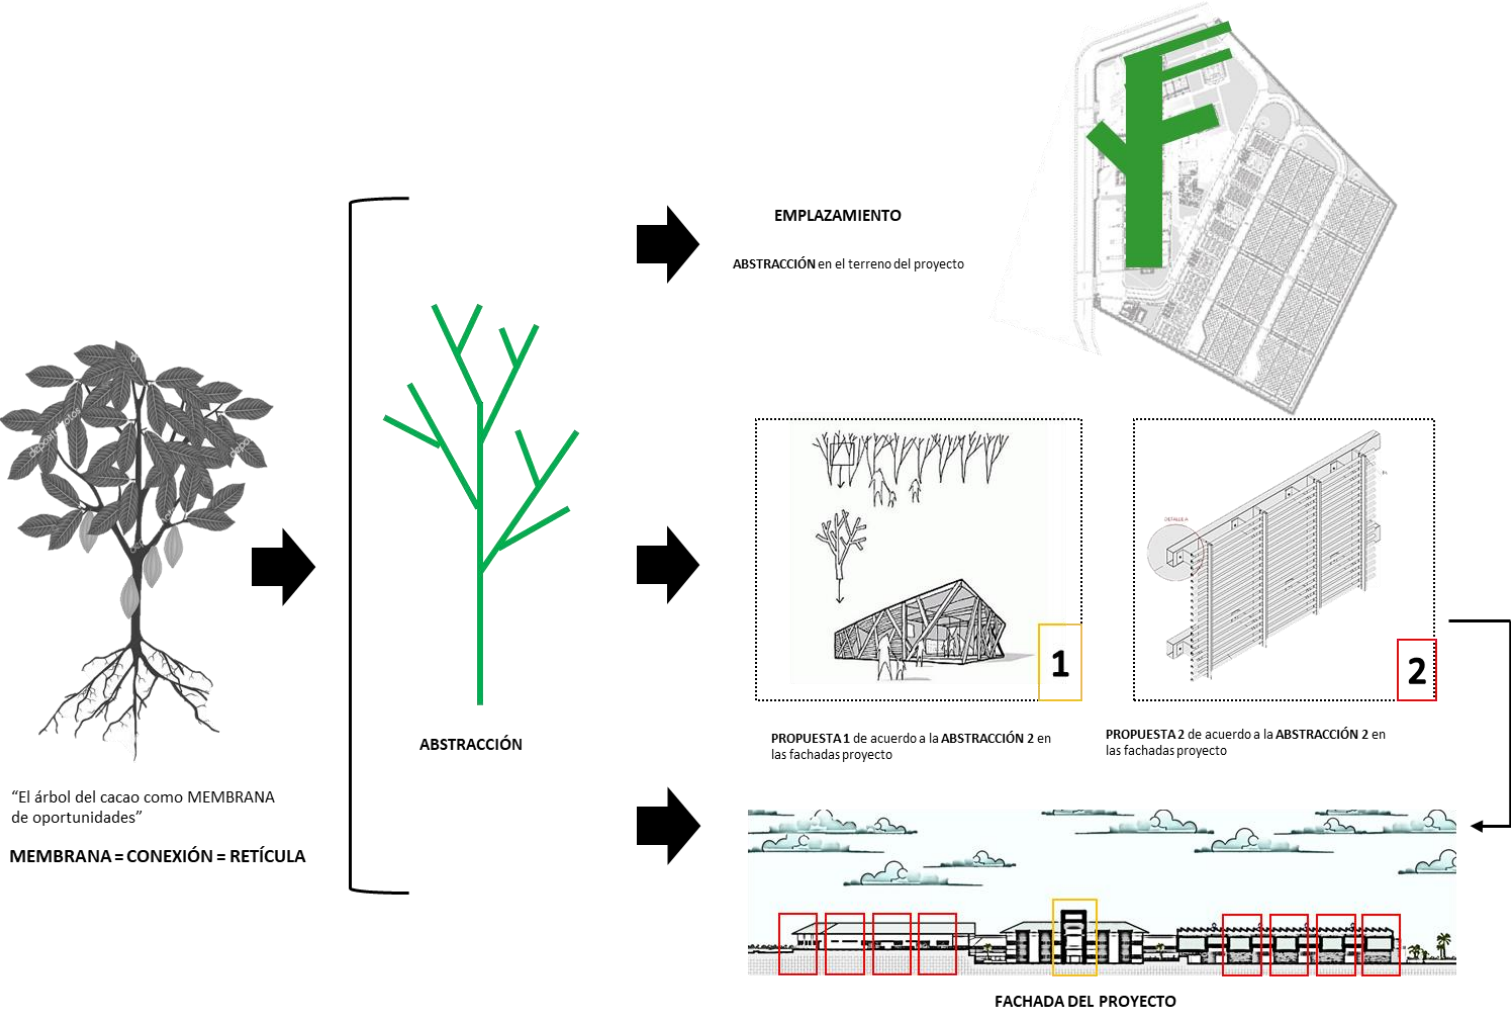 "El árbol del cacao como MEMBRANA
de oportunidades"
MEMBRANA = CONEXIÓN = RETÍCULA
ABSTRACCIÓN
EMPLAZAMIENTO
ABSTRACCIÓN en el terreno del proyecto
1
PROPUESTA 1 de acuerdo a la ABSTRACCIÓN 2 en
las fachadas proyecto
DETALLE A
2
PROPUESTA 2 de acuerdo a la ABSTRACCIÓN 2 en
las fachadas proyecto
FACHADA DEL PROYECTO